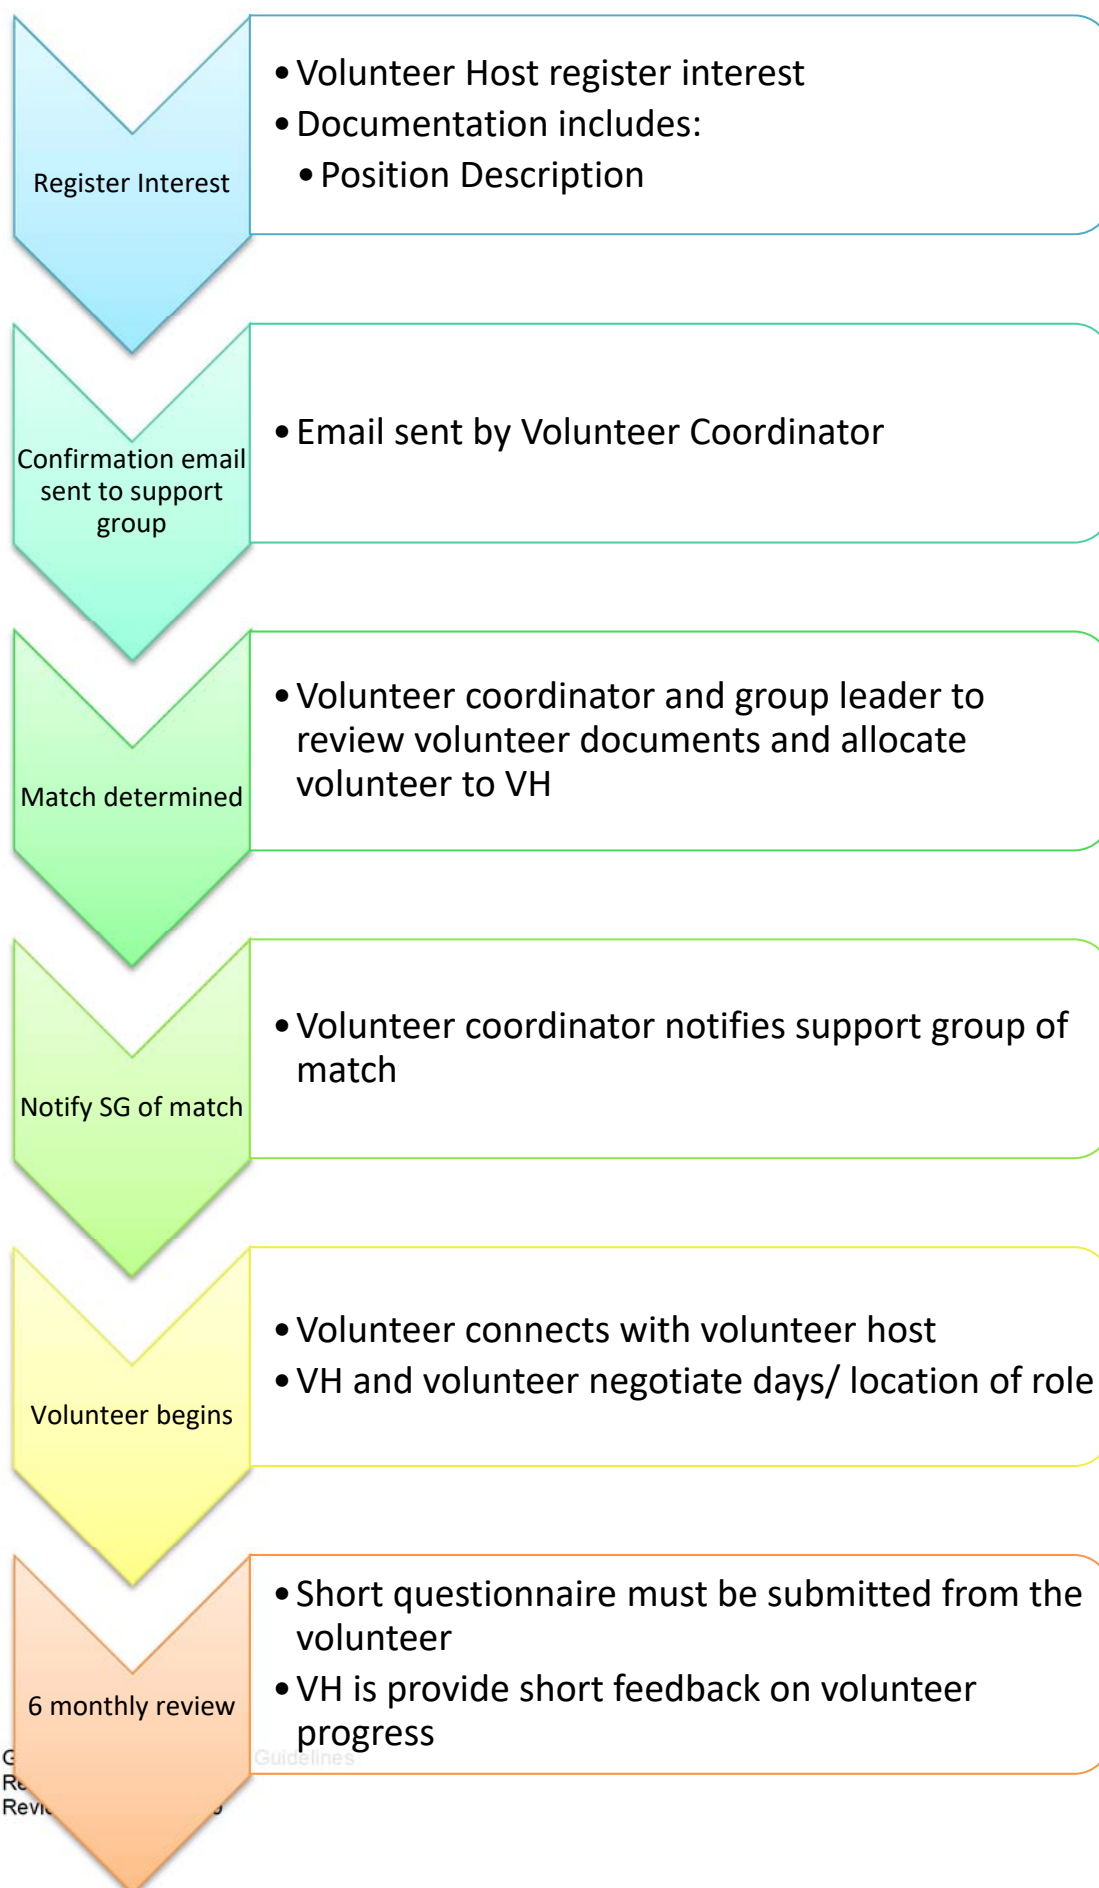 Register Interest
• Volunteer Host register interest
• Documentation includes:
• Position Description
Confirmation email
sent to support
group
• Email sent by Volunteer Coordinator
Match determined
• Volunteer coordinator and group leader to
review volunteer documents and allocate
volunteer to VH
Notify SG of match
• Volunteer coordinator notifies support group of
match
Volunteer begins
• Volunteer connects with volunteer host
• VH and volunteer negotiate days/ location of role
6 monthly review
• Short questionnaire must be submitted from the
volunteer
• VH is provide short feedback on volunteer
progress
Guidelines